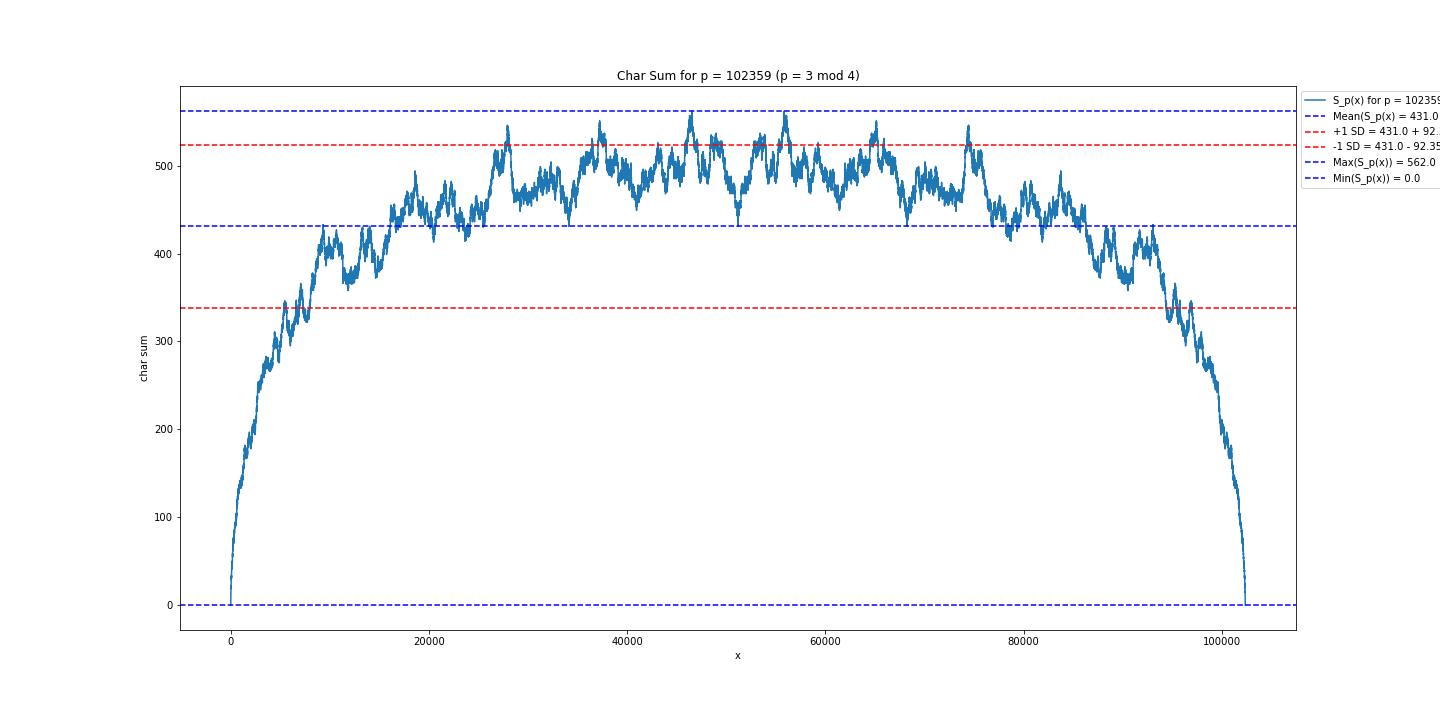 Char Sum for p = 102359 (p = 3 mod 4)
S_p(x) for p = 102359
Mean(S_p(x) = 431.0
+1 SD = 431.0 + 92.
-1 SD = 431.0 - 92.35
Max(S_p(x)) = 562.0
Min(S_p(x)) = 0.0
char sum
500
400
300
200
100
0
0 20000 40000 60000 80000 100000
x